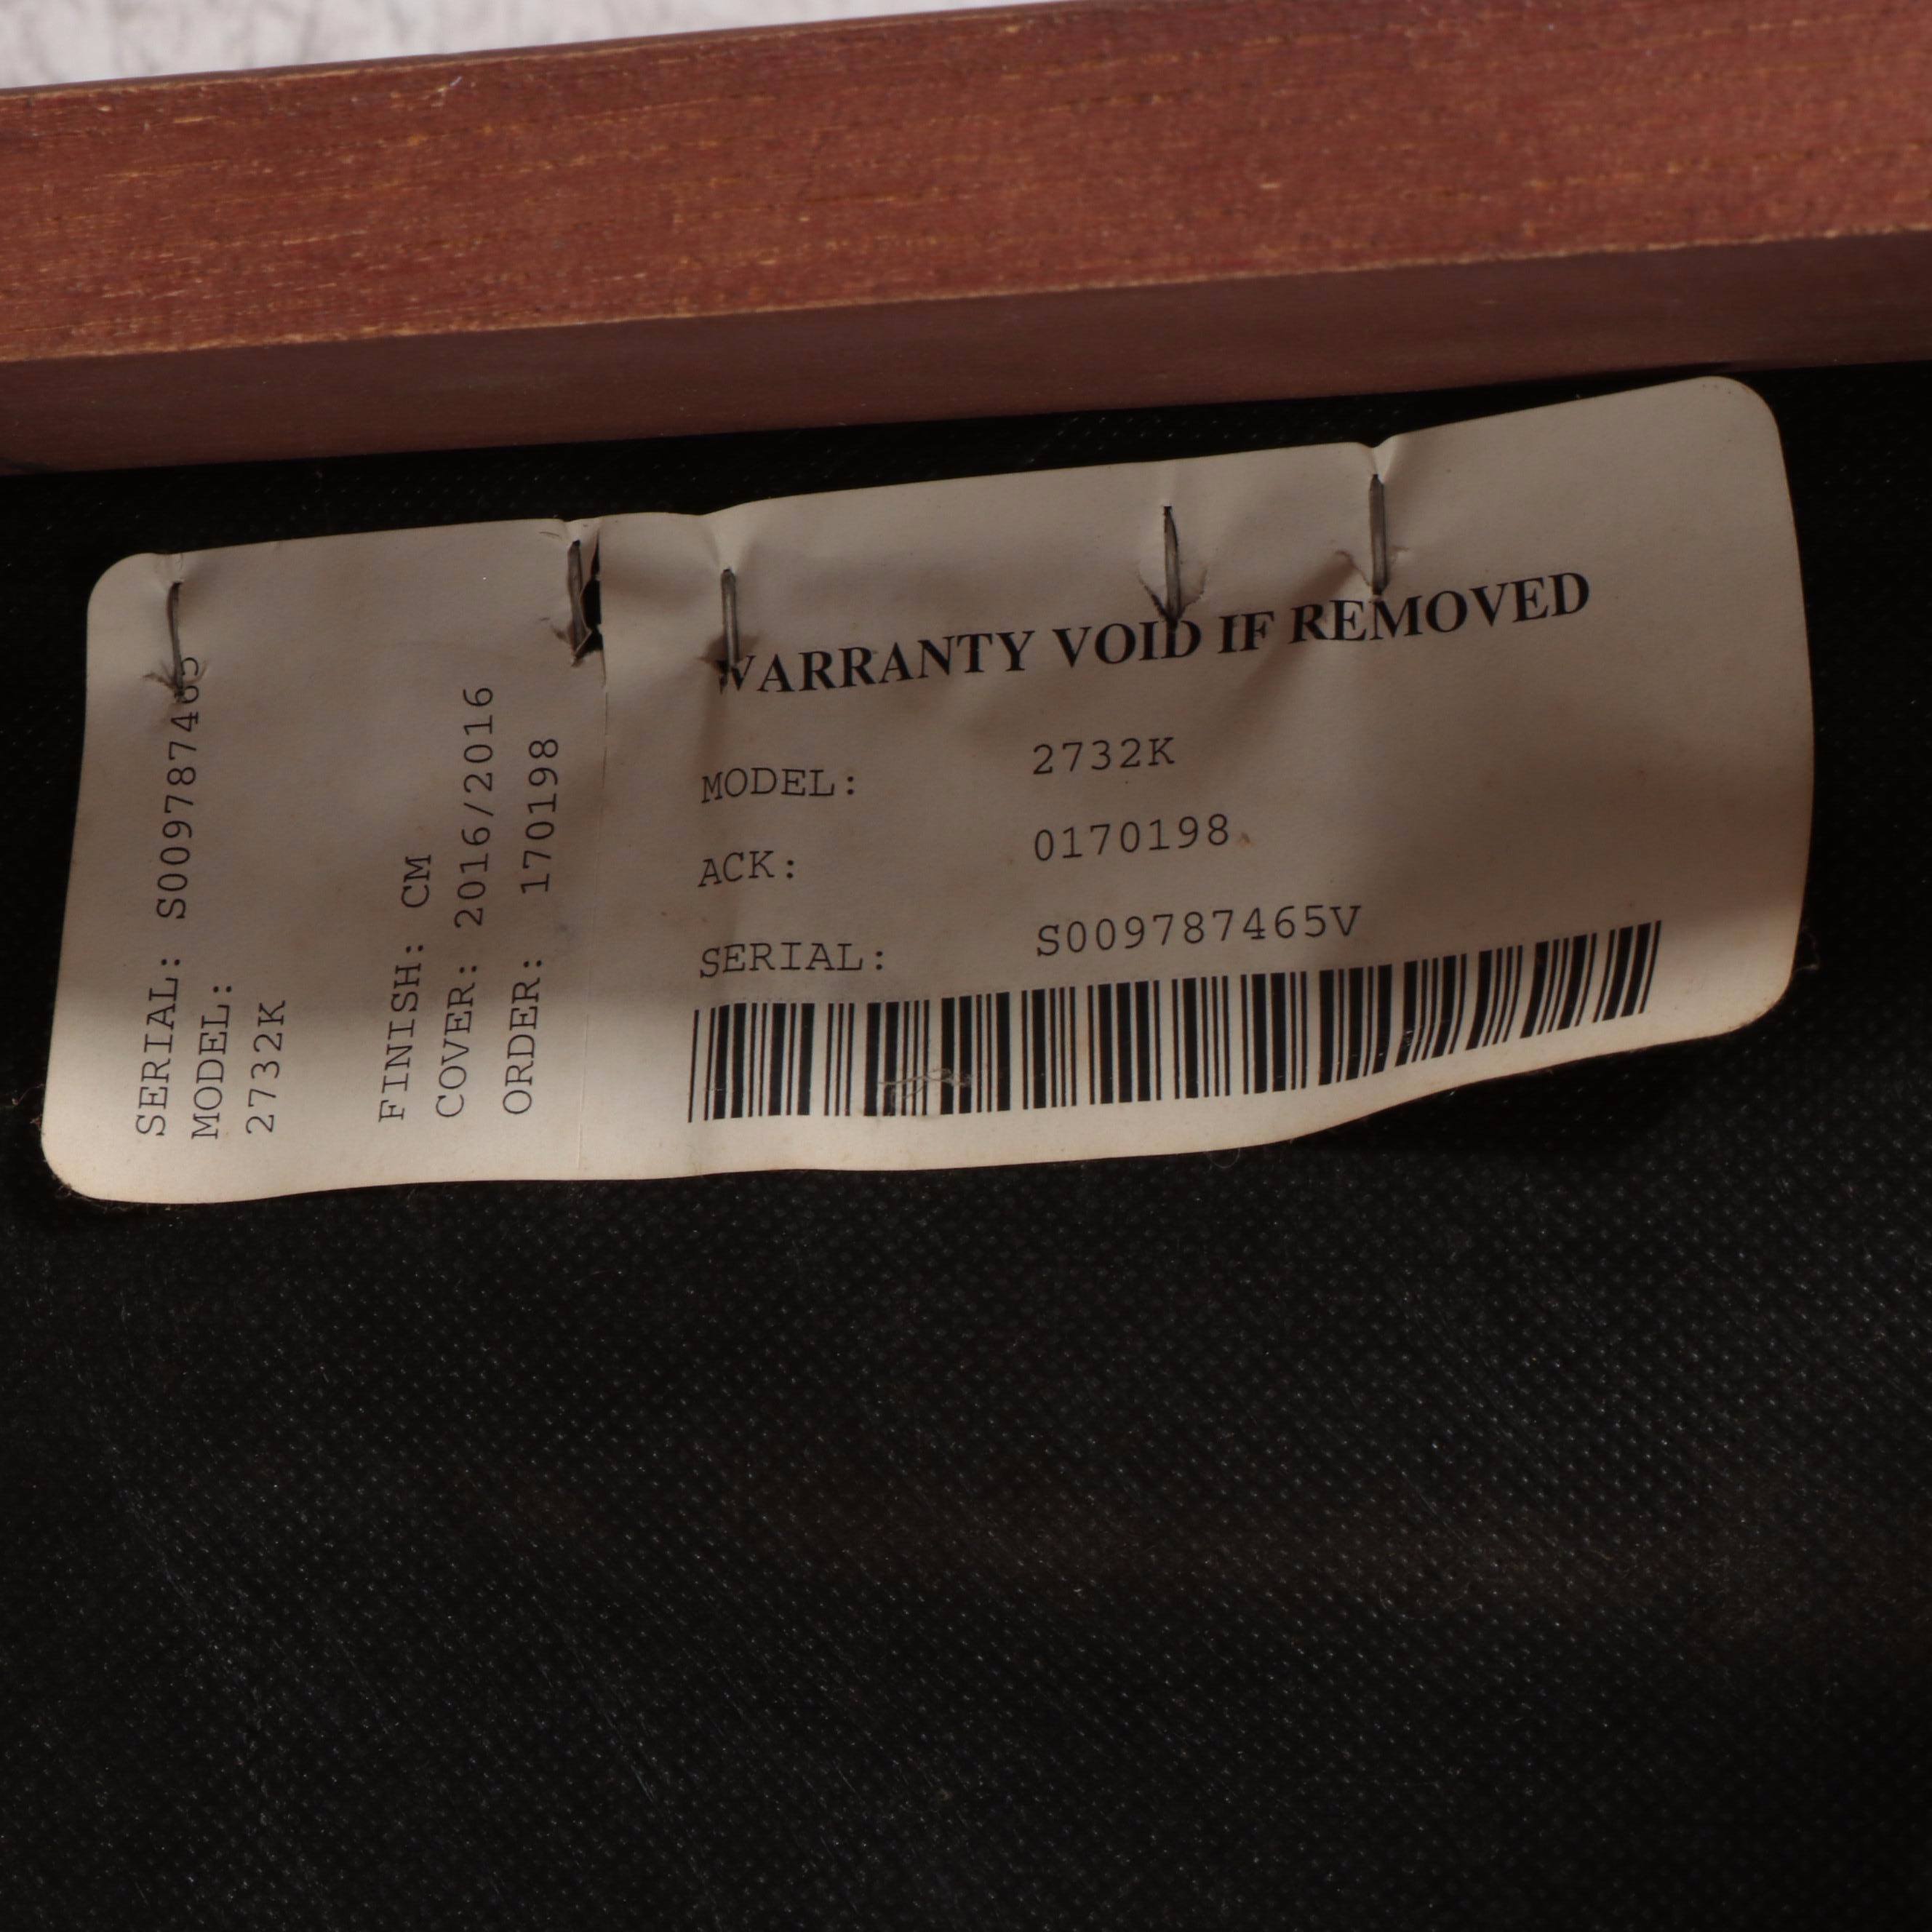 SERIAL: S009787465
MODEL:
2732K
FINISH: CM
COVER: 2016/2016
ORDER: 170198
WARRANTY VOID IF REMOVED
MODEL: 2732K
ACK: 0170198
SERIAL: S009787465V